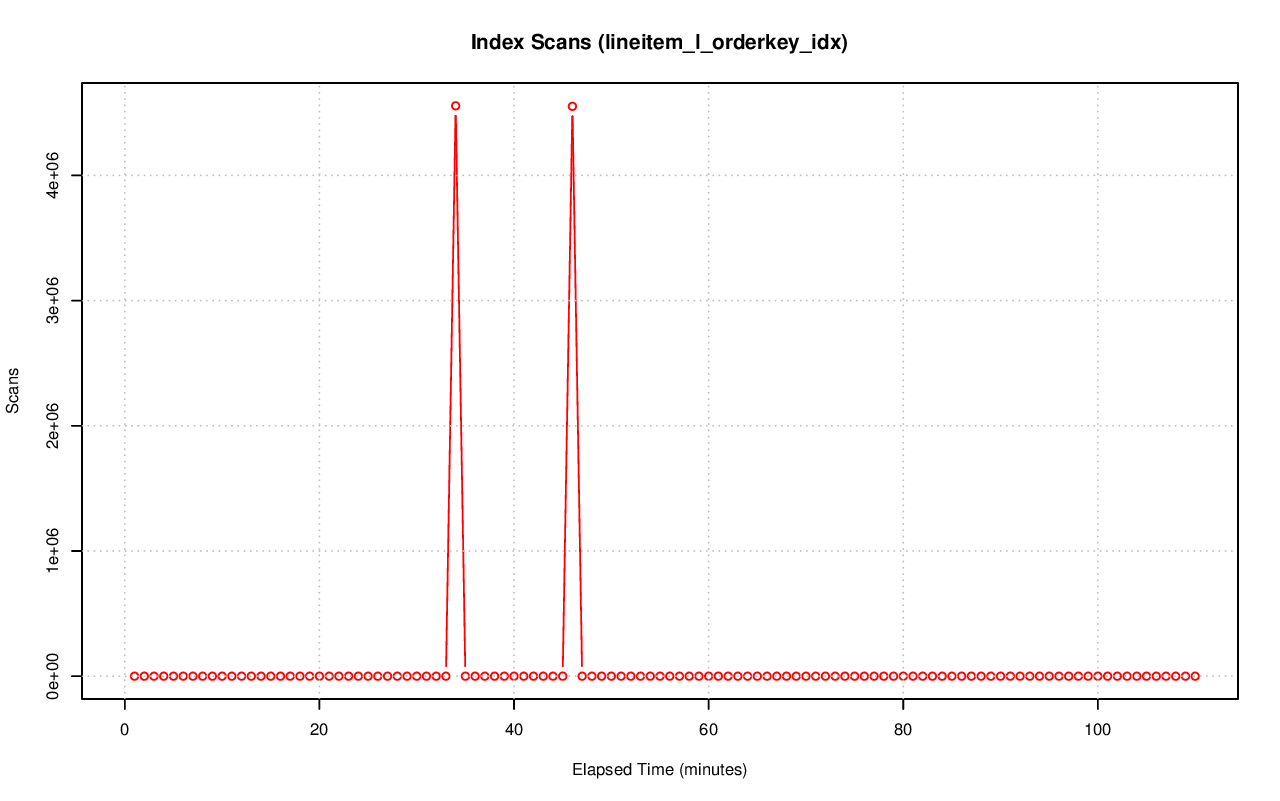 Index Scans (lineitem_l_orderkey_idx)
Scans
4e+06
3e+06
2e+06
1e+06
0e+00
0 20 40 60 80 100
Elapsed Time (minutes)